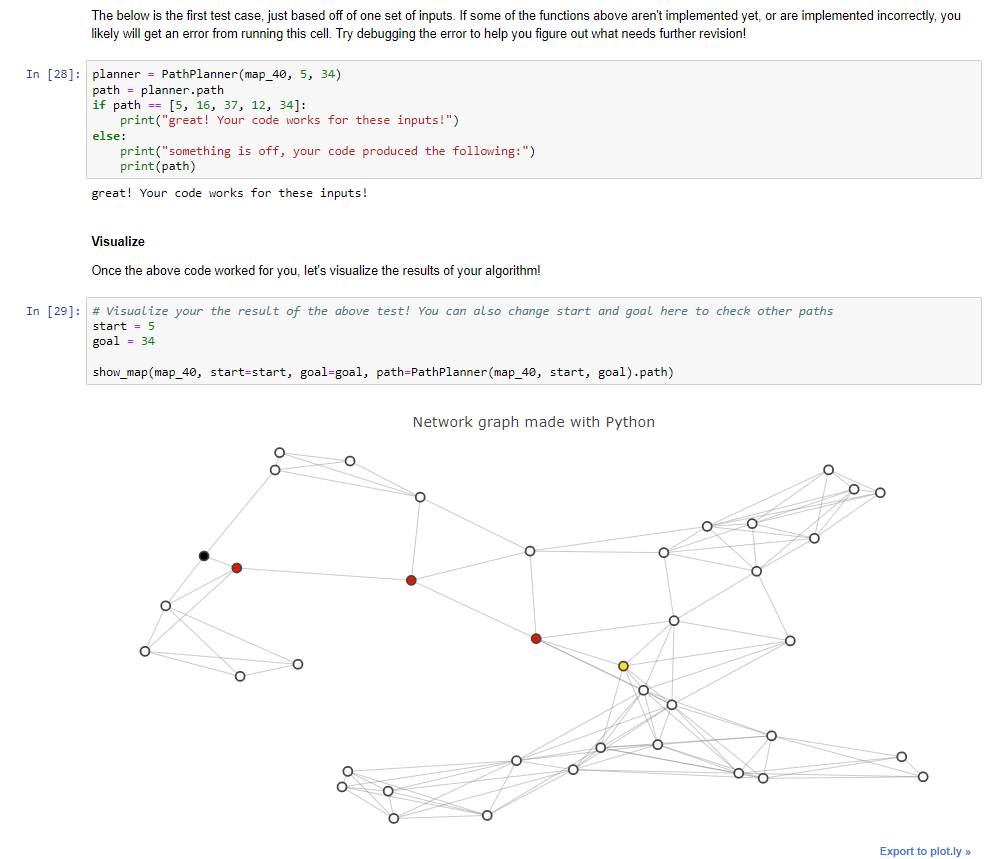 The below is the first test case, just based off of one set of inputs. If some of the functions above aren't implemented yet, or are implemented incorrectly, you
likely will get an error from running this cell. Try debugging the error to help you figure out what needs further revision!
In [28]: planner = PathPlanner(map_40, 5, 34)
path = planner.path
if path == [5, 16, 37, 12, 34]:
    print("great! Your code works for these inputs!")
else:
    print("something is off, your code produced the following:")
    print(path)
great! Your code works for these inputs!
Visualize
Once the above code worked for you, let's visualize the results of your algorithm!
In [29]: # Visualize your the result of the above test! You can also change start and goal here to check other paths
start = 5
goal = 34
show_map(map_40, start=start, goal=goal, path=PathPlanner(map_40, start, goal).path)
Network graph made with Python
Export to plot.ly »